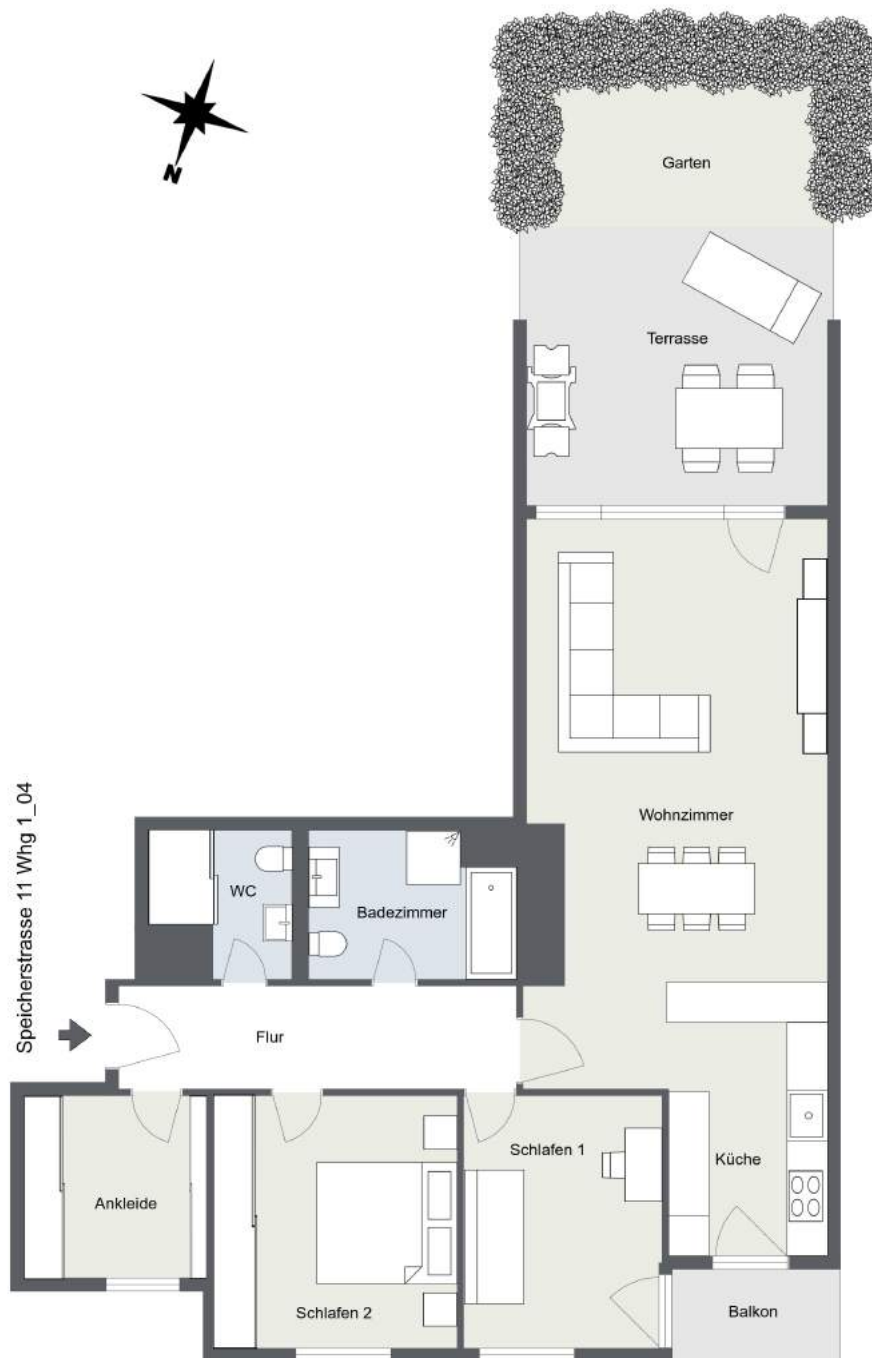 N
Garten
Terrasse
Wohnzimmer
Speicherstrasse 11 Whg 1_04
WC
Badezimmer
Flur
Schlafen 1
Küche
Ankleide
Schlafen 2
Balkon